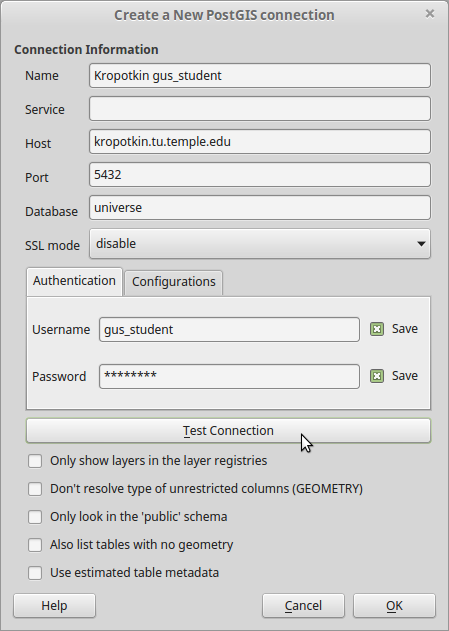 Create a New PostGIS connection
Connection Information
Name Kropotkin gus_student
Service
Host kropotkin.tu.temple.edu
Port 5432
Database universe
SSL mode disable
Authentication Configurations
Username gus_student Save
Password ******** Save
Test Connection
Only show layers in the layer registries
Don't resolve type of unrestricted columns (GEOMETRY)
Only look in the 'public' schema
Also list tables with no geometry
Use estimated table metadata
Help Cancel OK